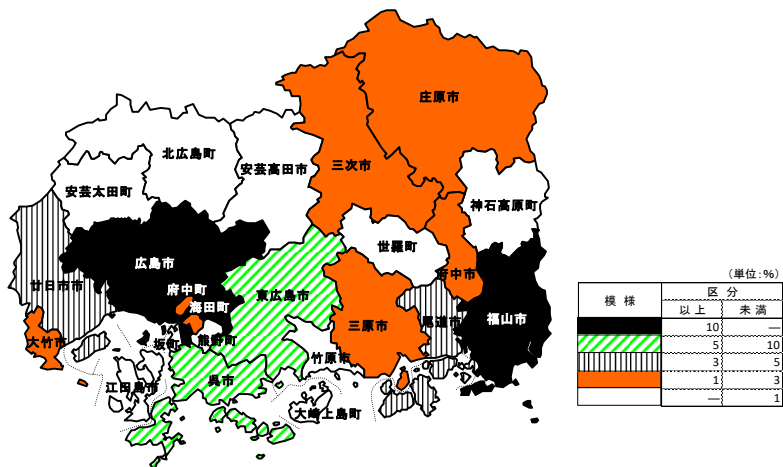 庄原市
北広島町
安芸高田市
三次市
安芸太田町
神石高原町
世羅町
広島市
府中市
廿日市市
府中町
東広島市
海田町
三原市
尾道市
福山市
大竹市
坂町
熊野町
竹原市
江田島市
呉市
大崎上島町
(単位:%)
模 様
区 分
以 上
未 満
10
―
5
10
3
5
1
3
―
1